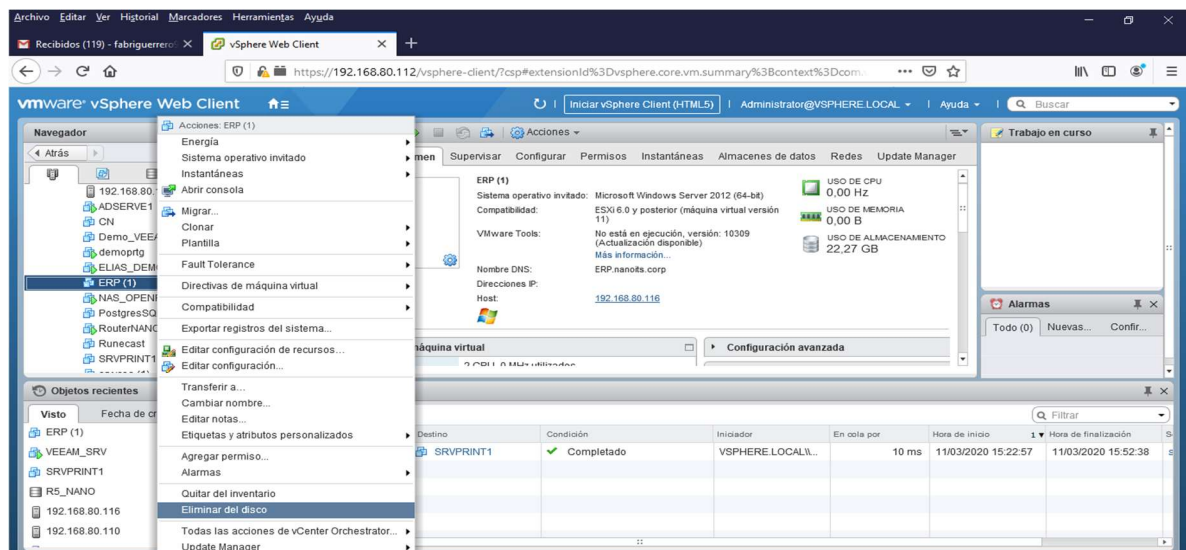 Archivo Editar Ver Historial Marcadores Herramientas Ayuda
Recibidos (119) - fabriguerrero
vSphere Web Client
https://192.168.80.112/vsphere-client/?csp#extensionId%3Dvsphere.core.vm.summary%3Bcontext%3Dcom.
vmware® vSphere Web Client
Iniciar vSphere Client (HTML5)
Administrator@VSPHERE.LOCAL
Ayuda
Buscar
Navegador
Atrás
192.168.80.
ADSERVE1
CN
demoprtg
ERP (1)
Runecast
SRVPRINT1
Acciones: ERP (1)
Energía
Sistema operativo invitado
Instantáneas
Abrir consola
Migrar...
Clonar
Plantilla
Fault Tolerance
Directivas de máquina virtual
Compatibilidad
Exportar registros del sistema...
Editar configuración de recursos...
Editar configuración...
Transferir a...
Cambiar nombre...
Editar notas...
Etiquetas y atributos personalizados
Agregar permiso...
Alarmas
Quitar del inventario
Eliminar del disco
Todas las acciones de vCenter Orchestrator...
Update Manager
Acciones
men Supervisar Configurar Permisos Instantáneas Almacenes de datos Redes Update Manager
ERP (1)
Sistema operativo invitado: Microsoft Windows Server 2012 (64-bit)
Compatibilidad: ESXi 6.0 y posterior (máquina virtual versión
11)
VMware Tools: No está en ejecución, versión: 10309
(Actualización disponible)
Más información...
Nombre DNS: ERP.nanoits.corp
Direcciones IP:
Host: 192.168.80.116
USO DE CPU
0,00 Hz
USO DE MEMORIA
0,00 B
USO DE ALMACENAMIENTO
22,27 GB
áquina virtual
Configuración avanzada
Trabajo en curso
Alarmas
Todo (0) Nuevas... Confir...
Objetos recientes
Visto Fecha de cr
ERP (1)
VEEAM_SRV
SRVPRINT1
R5_NANO
192.168.80.116
192.168.80.110
Filtrar
Destino Condición Iniciador En cola por Hora de inicio 1 Hora de finalización S
SRVPRINT1 Completado VSPHERE.LOCAL\\... 10 ms 11/03/2020 15:22:57 11/03/2020 15:52:38 s